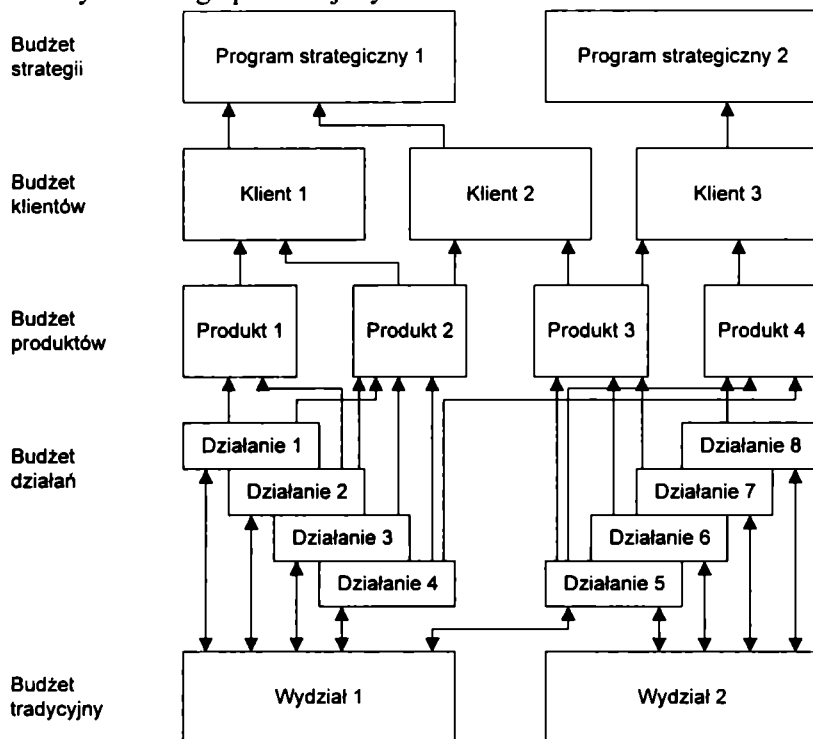 Budżet
strategii
Program strategiczny 1
Program strategiczny 2
Budżet
klientów
Klient 1
Klient 2
Klient 3
Budżet
produktów
Produkt 1
Produkt 2
Produkt 3
Produkt 4
Budżet
działań
Działanie 1
Działanie 8
Działanie 2
Działanie 7
Działanie 3
Działanie 6
Działanie 4
Działanie 5
Budżet
tradycyjny
Wydział 1
Wydział 2